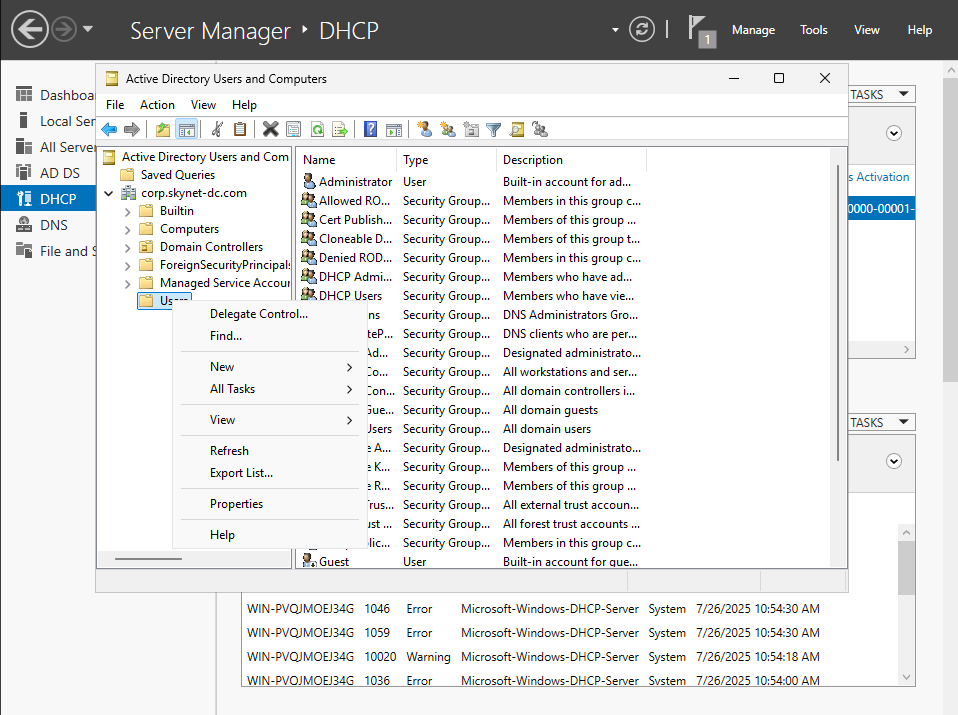 Server Manager ‣ DHCP
1
Manage Tools View Help
Dashboa
Local Ser
All Server
AD DS
DHCP
DNS
File and S
Active Directory Users and Computers
File Action View Help
Active Directory Users and Com
Saved Queries
corp.skynet-dc.com
Builtin
Computers
Domain Controllers
ForeignSecurityPrincipals
Managed Service Accour
Users
Delegate Control...
Find...
New
All Tasks
View
Refresh
Export List...
Properties
Help
Name Type Description
Administrator User Built-in account for ad...
Allowed RO... Security Group... Members in this group c...
Cert Publish... Security Group... Members of this group ...
Cloneable D... Security Group... Members of this group t...
Denied ROD... Security Group... Members in this group c...
DHCP Admi... Security Group... Members who have ad...
DHCP Users Security Group... Members who have vie...
ns Security Group... DNS Administrators Gro...
teP... Security Group... DNS clients who are per...
Ad... Security Group... Designated administrato...
Co... Security Group... All workstations and ser...
Con... Security Group... All domain controllers i...
Gue... Security Group... All domain guests
Users Security Group... All domain users
e A... Security Group... Designated administrato...
e K... Security Group... Members of this group ...
e R... Security Group... Members of this group ...
Trus... Security Group... All external trust accoun...
ust ... Security Group... All forest trust accounts ...
lic... Security Group... Members in this group c...
Guest User Built-in account for gue...
TASKS
s Activation
0000-00001-
TASKS
WIN-PVQJMOEJ34G 1046 Error Microsoft-Windows-DHCP-Server System 7/26/2025 10:54:30 AM
WIN-PVQJMOEJ34G 1059 Error Microsoft-Windows-DHCP-Server System 7/26/2025 10:54:30 AM
WIN-PVQJMOEJ34G 10020 Warning Microsoft-Windows-DHCP-Server System 7/26/2025 10:54:18 AM
WIN-PVQJMOEJ34G 1036 Error Microsoft-Windows-DHCP-Server System 7/26/2025 10:54:00 AM